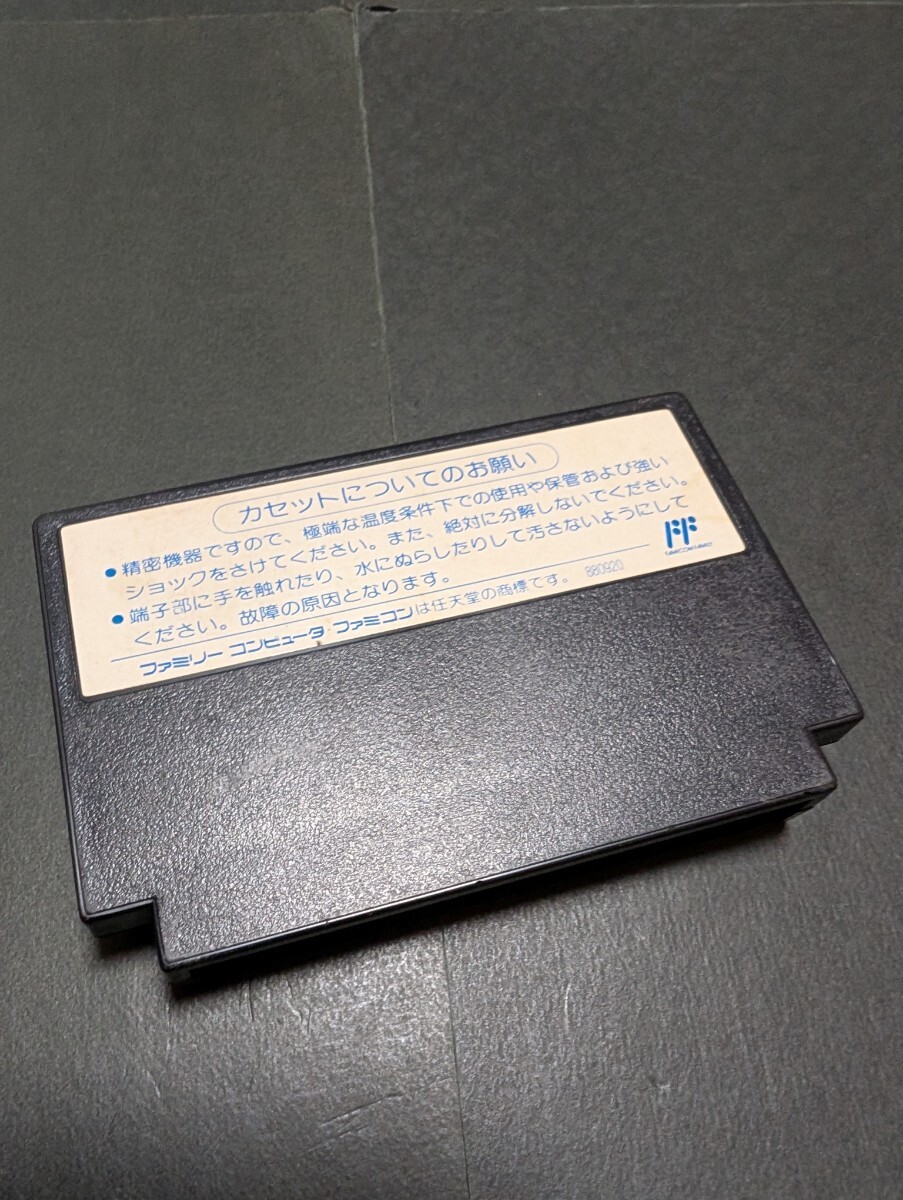 カセットについてのお願い
●精密機器ですので、極端な温度条件下での使用や保管および強い
ショックをさけてください。また、絶対に分解しないでください。
●端子部に手を触れたり、水にぬらしたりして汚さないようにして
ください。故障の原因となります。
FAMICOM FAMILY
ファミリー コンピュータ・ファミコンは任天堂の商標です。 880920